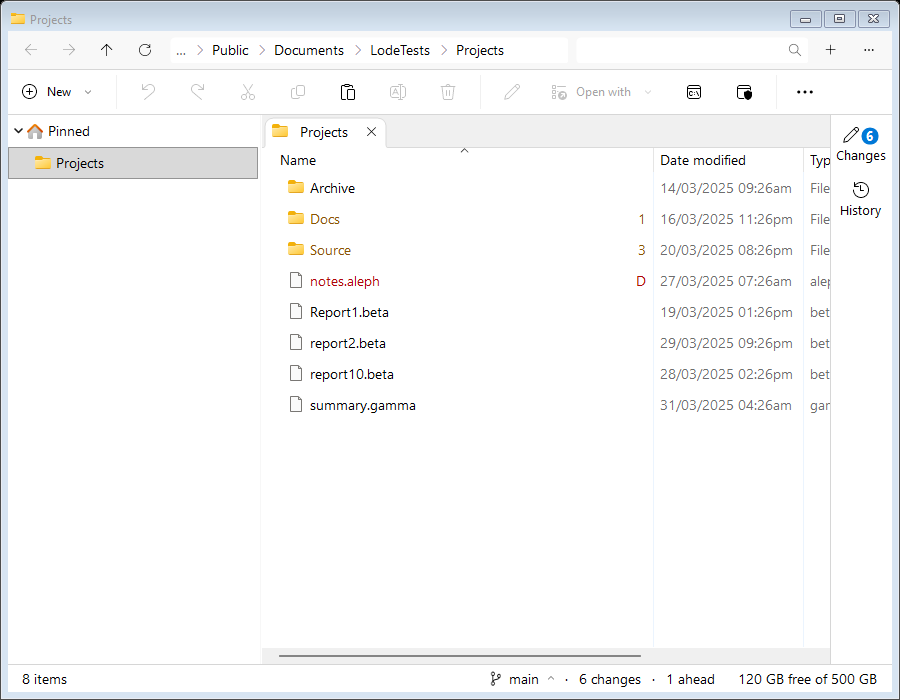 Projects
... Public Documents LodeTests Projects
New Open with
Pinned
Projects
Projects
Name Date modified Typ
Archive 14/03/2025 09:26am File
Docs 1 16/03/2025 11:26pm File
Source 3 20/03/2025 08:26pm File
notes.aleph D 27/03/2025 07:26am alep
Report1.beta 19/03/2025 01:26pm bet
report2.beta 29/03/2025 09:26pm bet
report10.beta 28/03/2025 02:26pm bet
summary.gamma 31/03/2025 04:26am gar
6
Changes
History
8 items main · 6 changes · 1 ahead 120 GB free of 500 GB